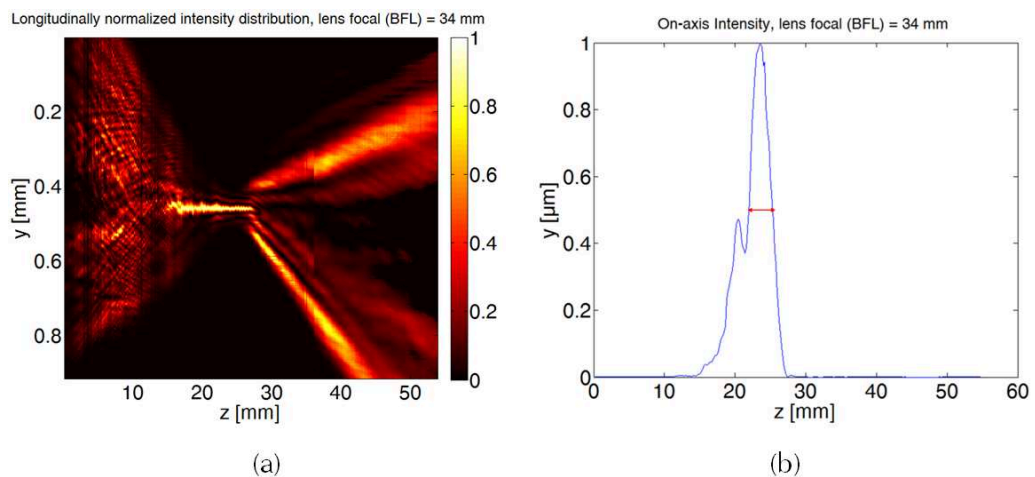 Longitudinally normalized intensity distribution, lens focal (BFL) = 34 mm
y [mm]
0.2
0.4
0.6
0.8
10 20 30 40 50
z [mm]
1
0.8
0.6
0.4
0.2
0
(a)
On-axis Intensity, lens focal (BFL) = 34 mm
y [µm]
1
0.8
0.6
0.4
0.2
0
0 10 20 30 40 50 60
z [mm]
(b)